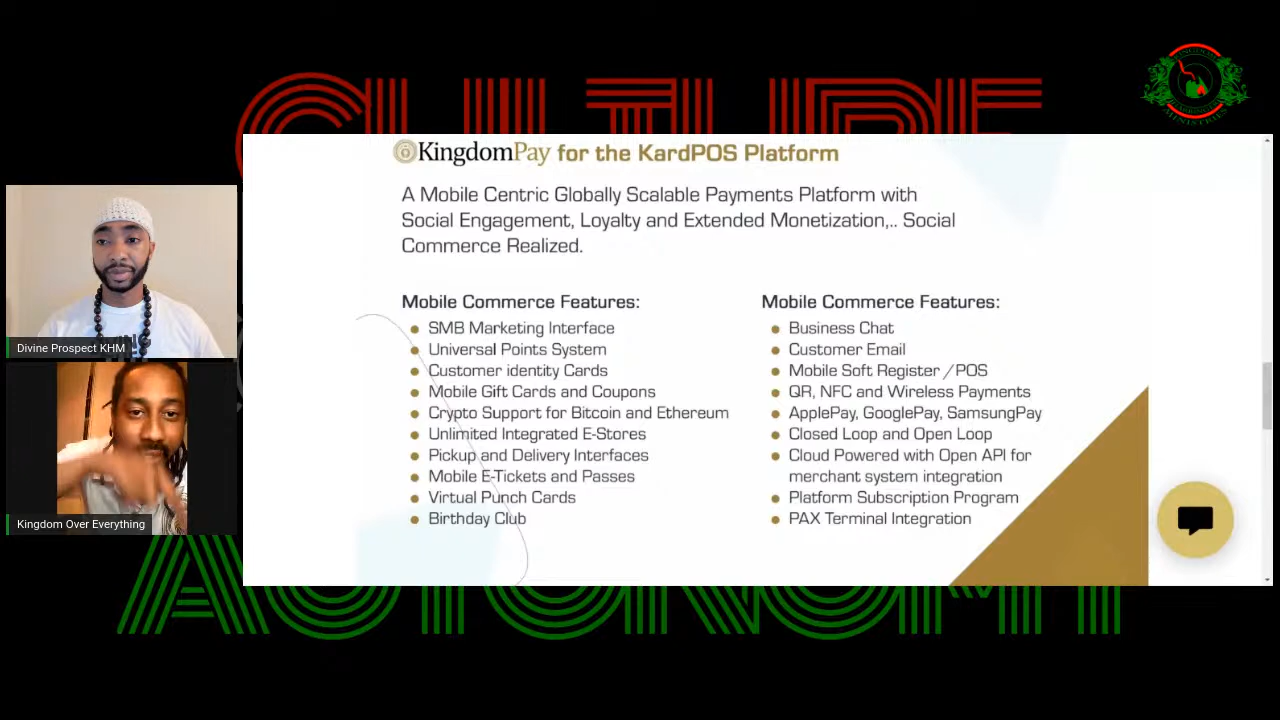 CULTURE
MINISTRIES
KingdomPay for the KardPOS Platform
A Mobile Centric Globally Scalable Payments Platform with
Social Engagement, Loyalty and Extended Monetization,.. Social
Commerce Realized.
Mobile Commerce Features:
SMB Marketing Interface
Universal Points System
Customer identity Cards
Mobile Gift Cards and Coupons
Crypto Support for Bitcoin and Ethereum
Unlimited Integrated E-Stores
Pickup and Delivery Interfaces
Mobile E-Tickets and Passes
Virtual Punch Cards
Birthday Club
Mobile Commerce Features:
Business Chat
Customer Email
Mobile Soft Register / POS
QR, NFC and Wireless Payments
ApplePay, GooglePay, SamsungPay
Closed Loop and Open Loop
Cloud Powered with Open API for
merchant system integration
Platform Subscription Program
PAX Terminal Integration
Divine Prospect KHM
Kingdom Over Everything
AUTONOMY